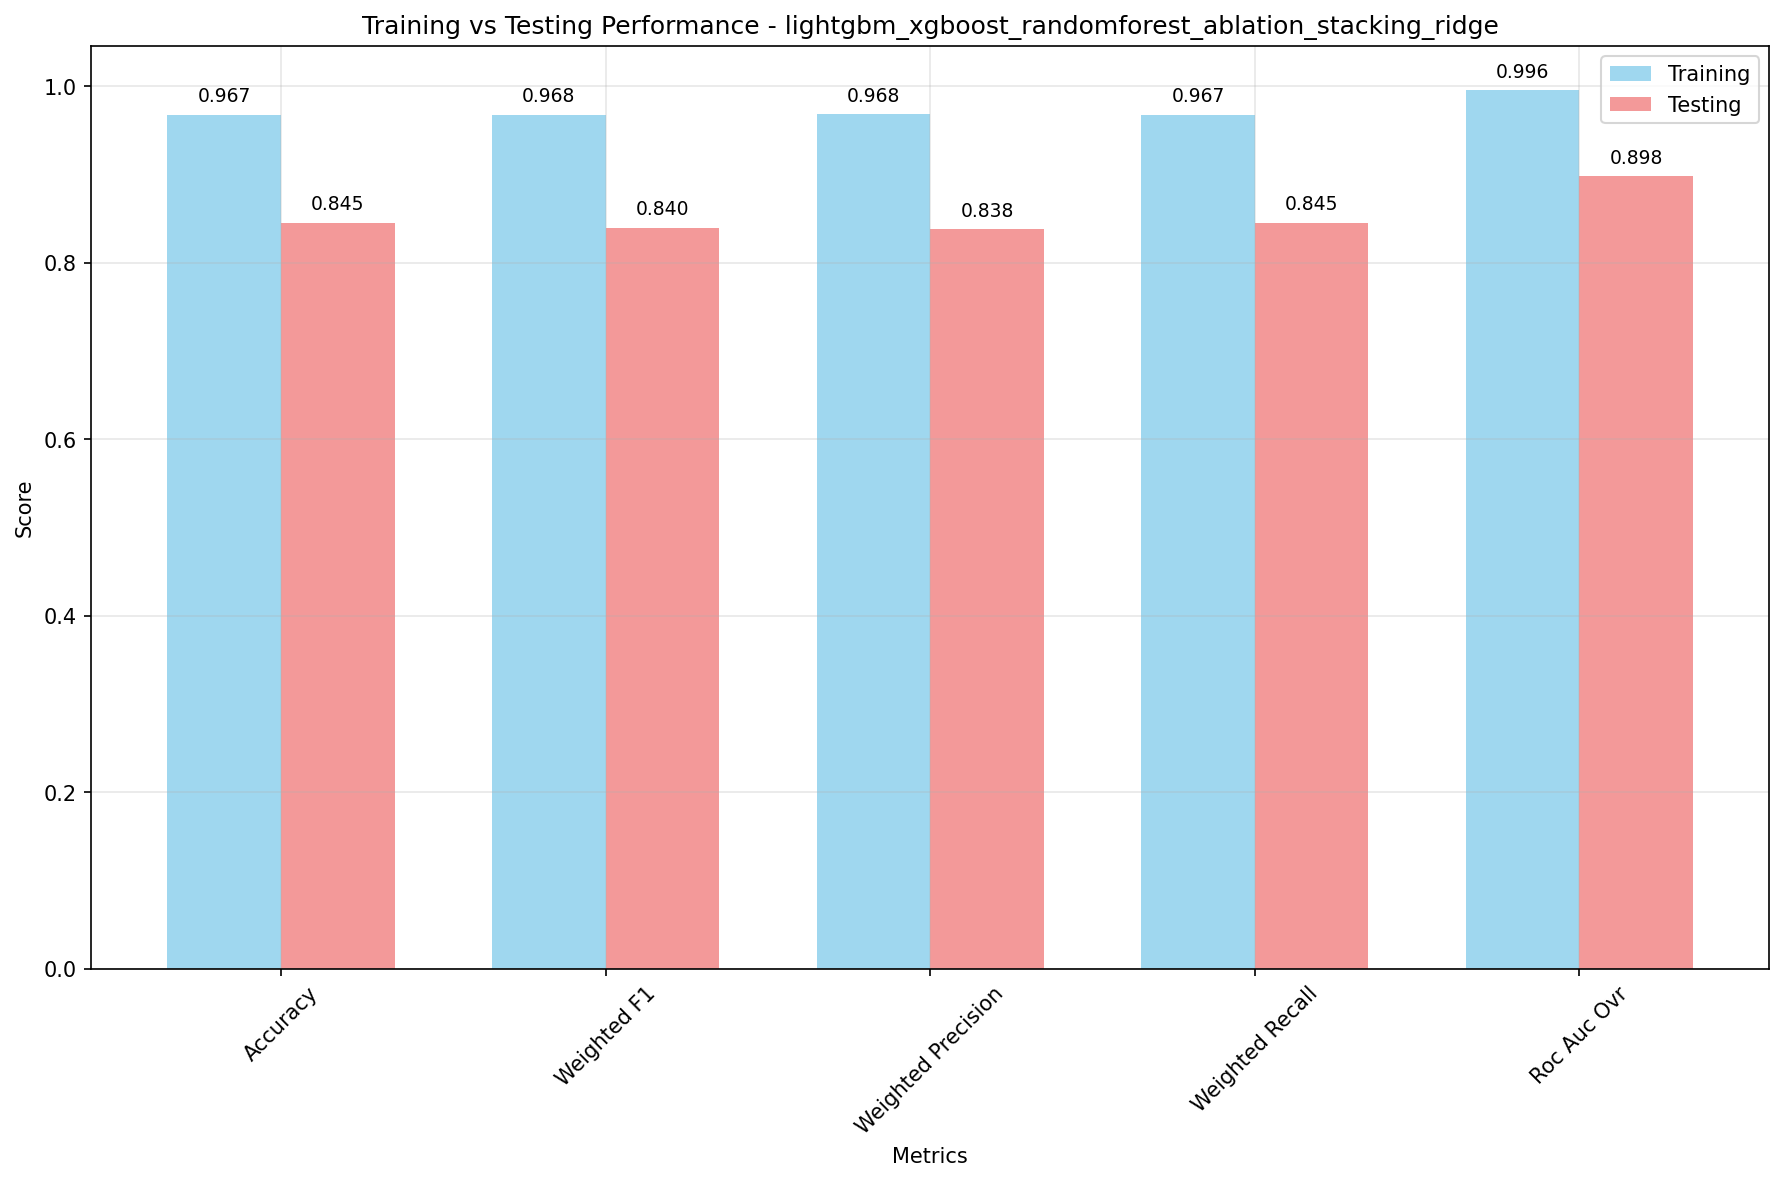 Training vs Testing Performance - lightgbm_xgboost_randomforest_ablation_stacking_ridge
Training
Testing
0.967
0.845
0.968
0.840
0.968
0.838
0.967
0.845
0.996
0.898
1.0
0.8
0.6
0.4
0.2
0.0
Score
Accuracy
Weighted F1
Weighted Precision
Weighted Recall
Roc Auc Ovr
Metrics